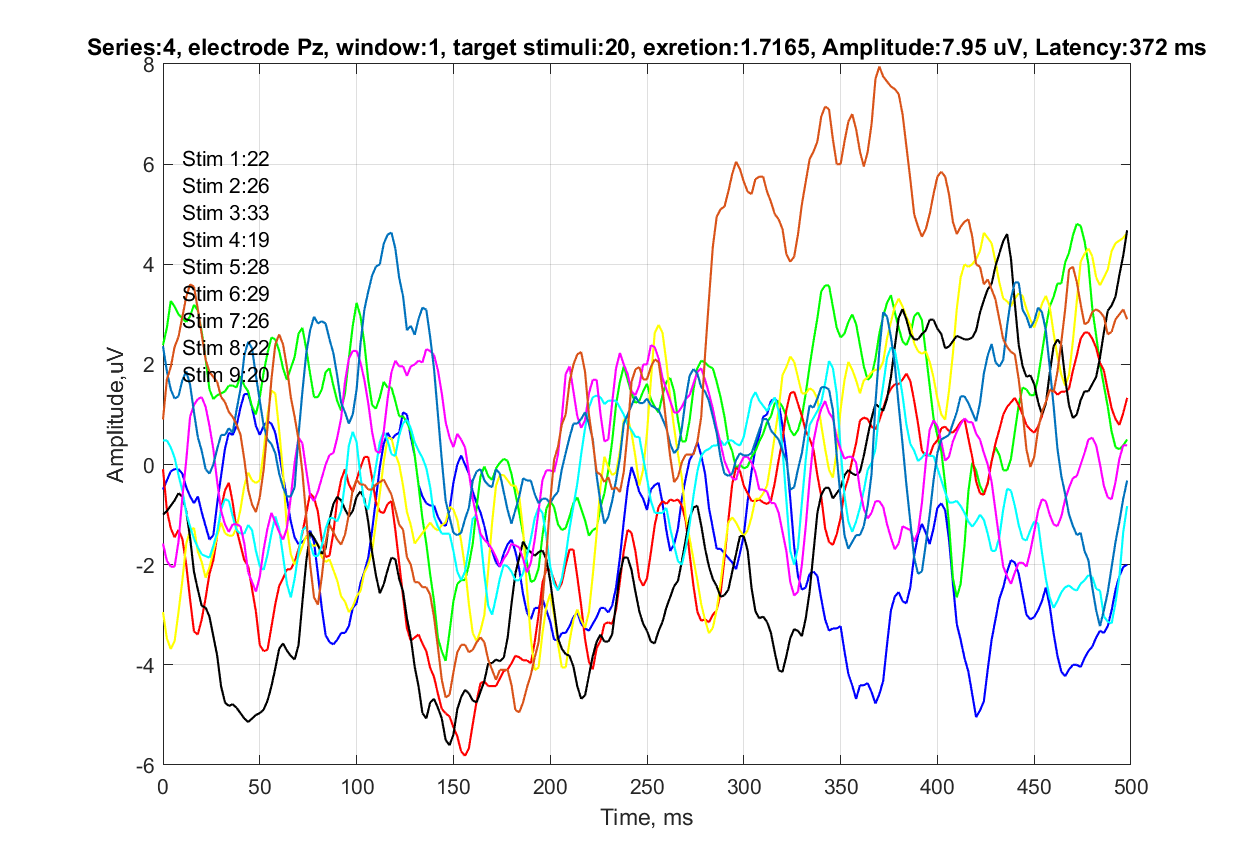 Series:4, electrode Pz, window:1, target stimuli:20, exretion:1.7165, Amplitude:7.95 uV, Latency:372 ms
8
6
4
2
0
-2
-4
-6
Amplitude,uV
Stim 1:22
Stim 2:26
Stim 3:33
Stim 4:19
Stim 5:28
Stim 6:29
Stim 7:26
Stim 8:22
Stim 9:20
0 50 100 150 200 250 300 350 400 450 500
Time, ms